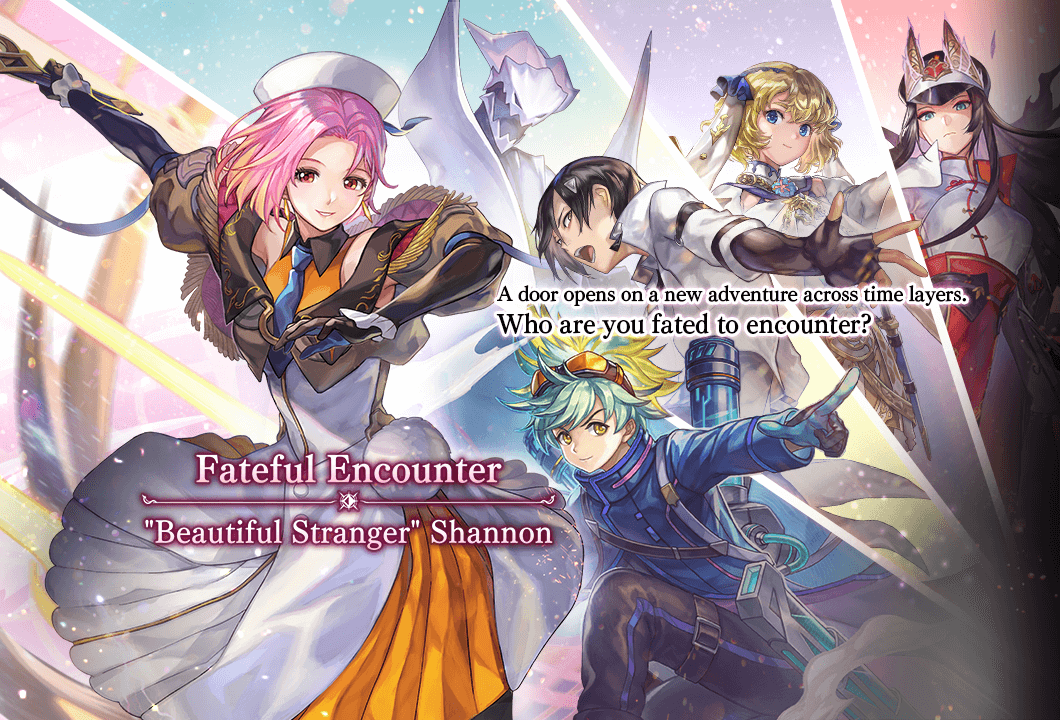 A door opens on a new adventure across time layers.
Who are you fated to encounter?
Fateful Encounter
"Beautiful Stranger" Shannon